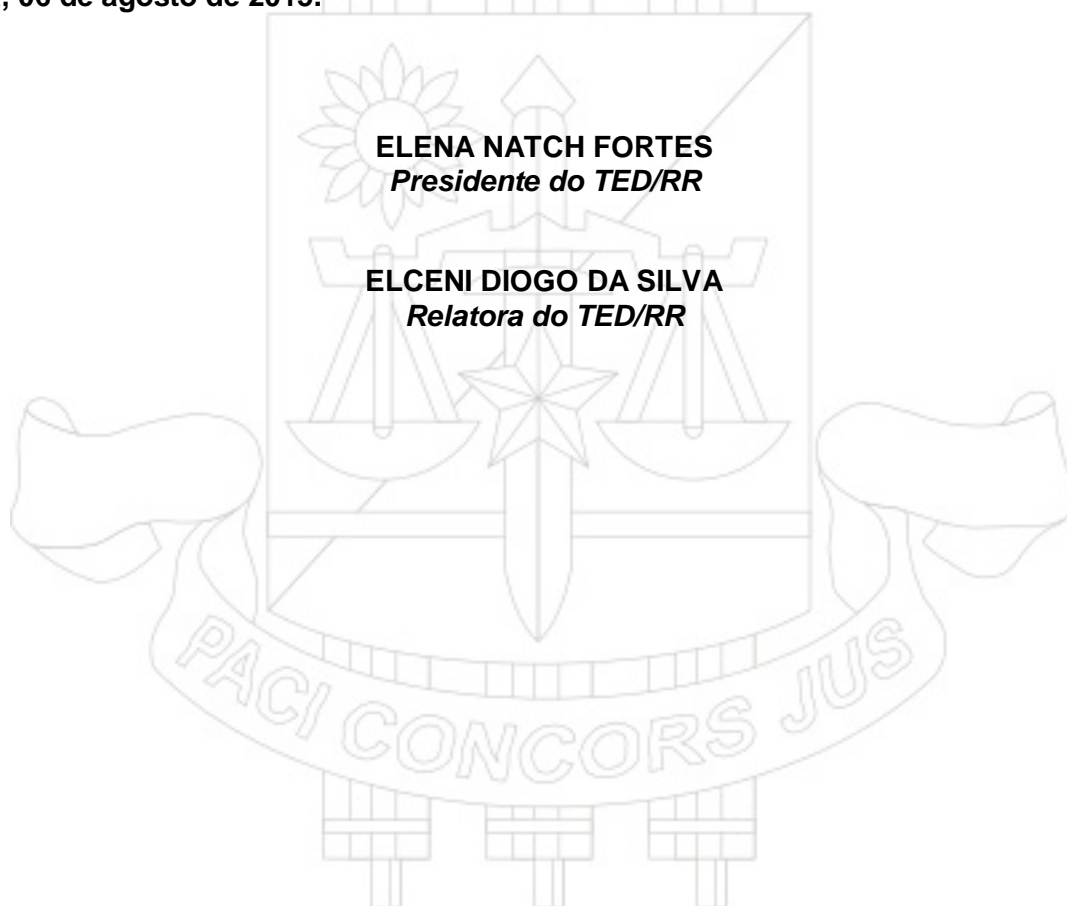 , 06 de agosto de 2015.
ELENA NATCH FORTES
Presidente do TED/RR
ELCENI DIOGO DA SILVA
Relatora do TED/RR
PACI CONCORS JUS